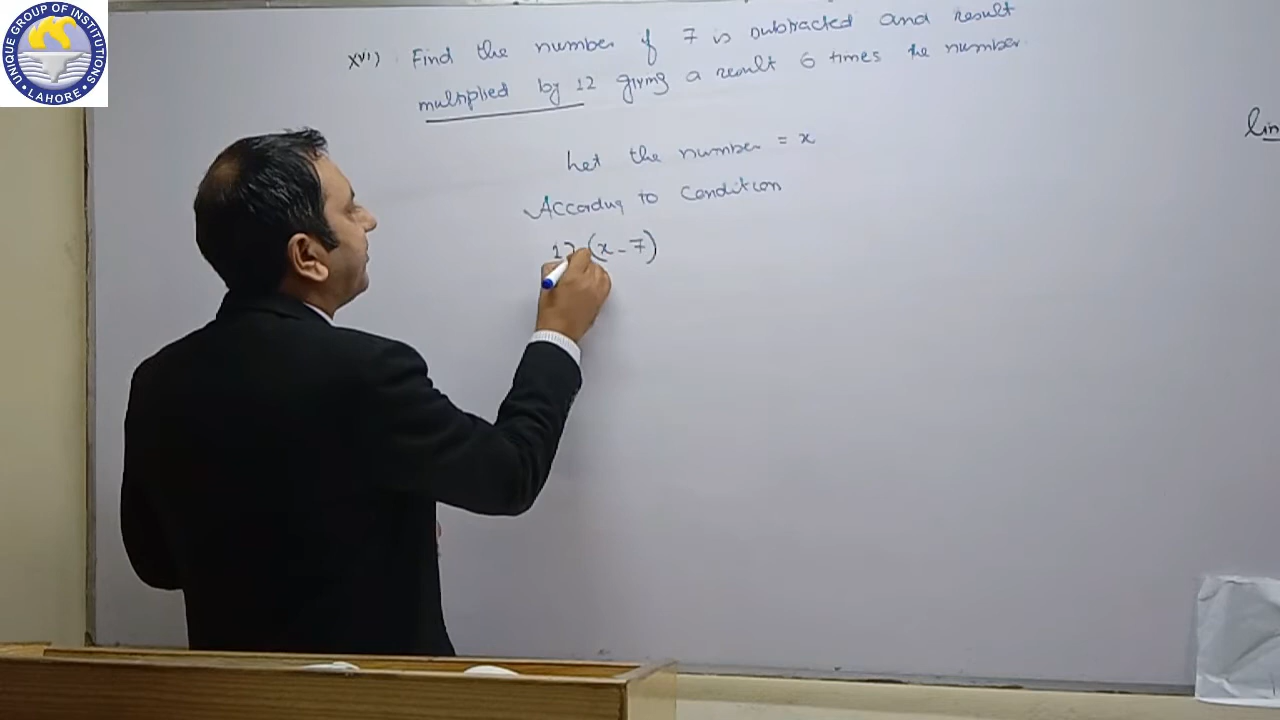 UNIQUE GROUP OF INSTITUTIONS
• LAHORE •
xvi) Find the number if 7 is subtracted and result
multiplied by 12 giving a result 6 times the number
Let the number = x
According to Condition
12(x-7)
lin